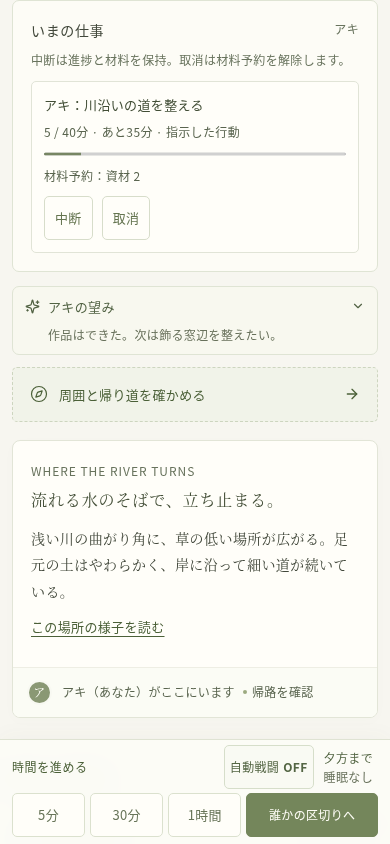 いまの仕事
アキ
中断は進捗と材料を保持。取消は材料予約を解除します。
アキ：川沿いの道を整える
5 / 40分 · あと35分 · 指示した行動
材料予約：資材 2
中断
取消
アキの望み
作品はできた。次は飾る窓辺を整えたい。
周囲と帰り道を確かめる
WHERE THE RIVER TURNS
流れる水のそばで、立ち止まる。
浅い川の曲がり角に、草の低い場所が広がる。足
元の土はやわらかく、岸に沿って細い道が続いて
いる。
この場所の様子を読む
ア
アキ（あなた）がここにいます • 帰路を確認
時間を進める
自動戦闘 OFF
夕方まで
睡眠なし
5分
30分
1時間
誰かの区切りへ